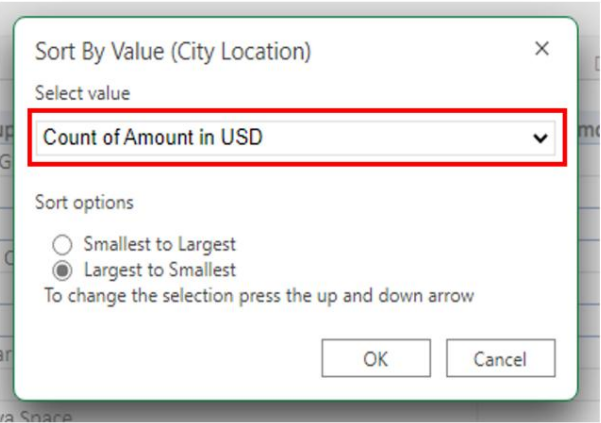 Sort By Value (City Location)
Select value
Count of Amount in USD
Sort options
Smallest to Largest
Largest to Smallest
To change the selection press the up and down arrow
OK
Cancel
Space